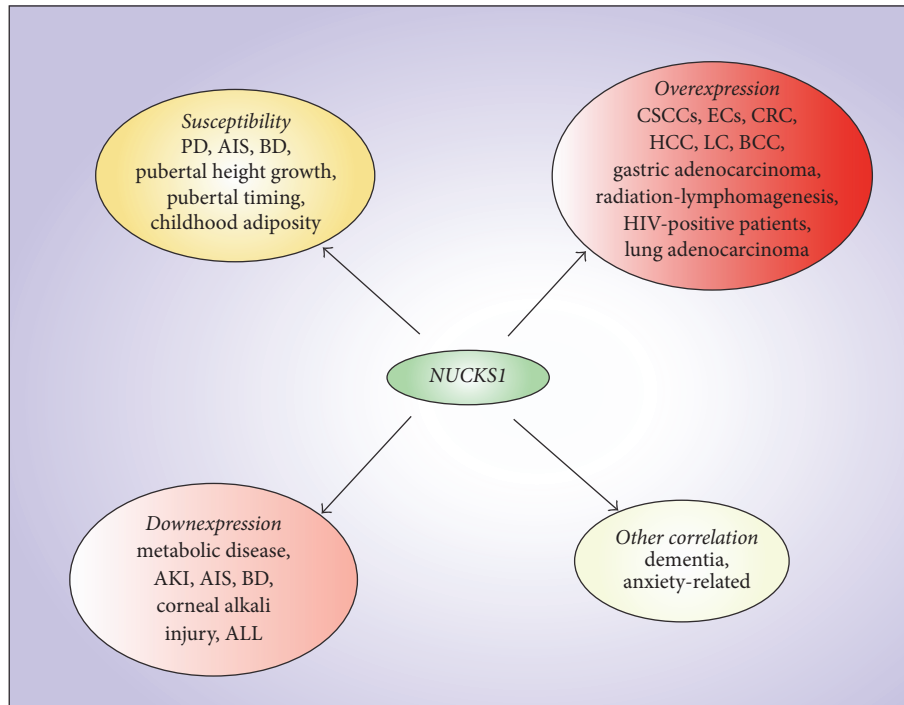 Susceptibility
PD, AIS, BD,
pubertal height growth,
pubertal timing,
childhood adiposity
Overexpression
CSCCs, ECs, CRC,
HCC, LC, BCC,
gastric adenocarcinoma,
radiation-lymphomagenesis,
HIV-positive patients,
lung adenocarcinoma
NUCKS1
Downexpression
metabolic disease,
AKI, AIS, BD,
corneal alkali
injury, ALL
Other correlation
dementia,
anxiety-related